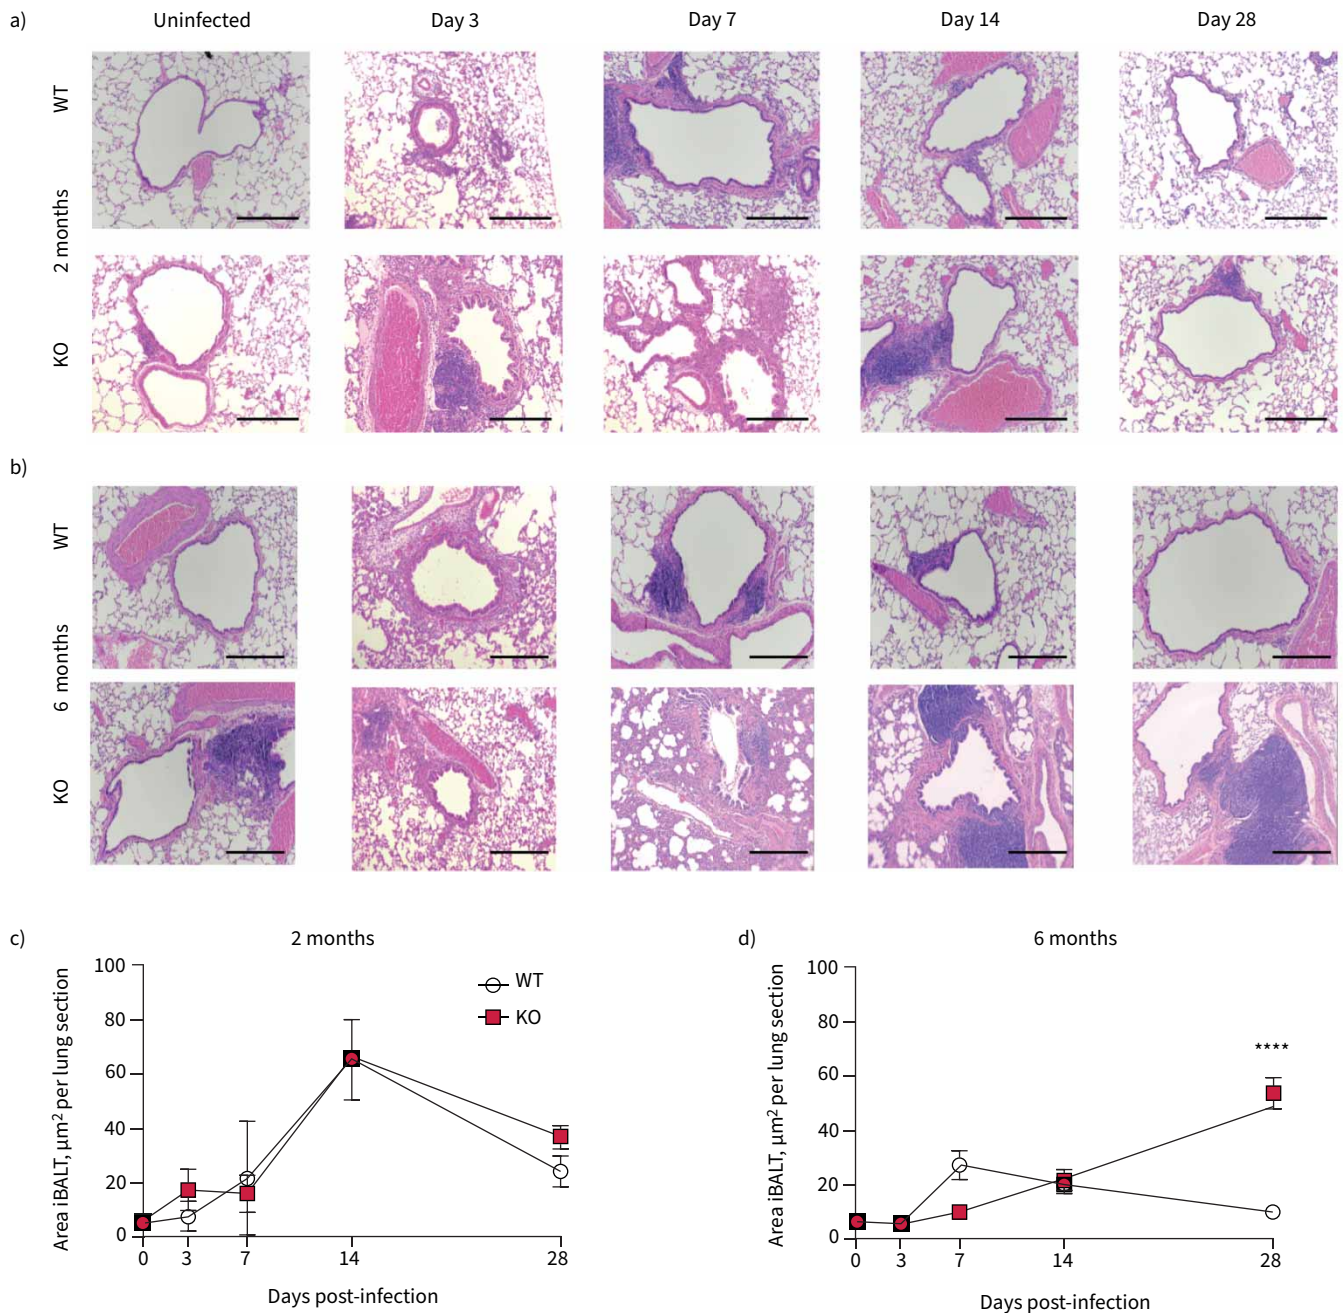 a)
Uninfected
Day 3
Day 7
Day 14
Day 28
2 months
WT
KO
b)
6 months
WT
KO
c)
2 months
Area iBALT, µm² per lung section
100
80
60
40
20
0
WT
KO
0
3
7
14
28
Days post-infection
d)
6 months
Area iBALT, µm² per lung section
100
80
60
40
20
0
****
0
3
7
14
28
Days post-infection